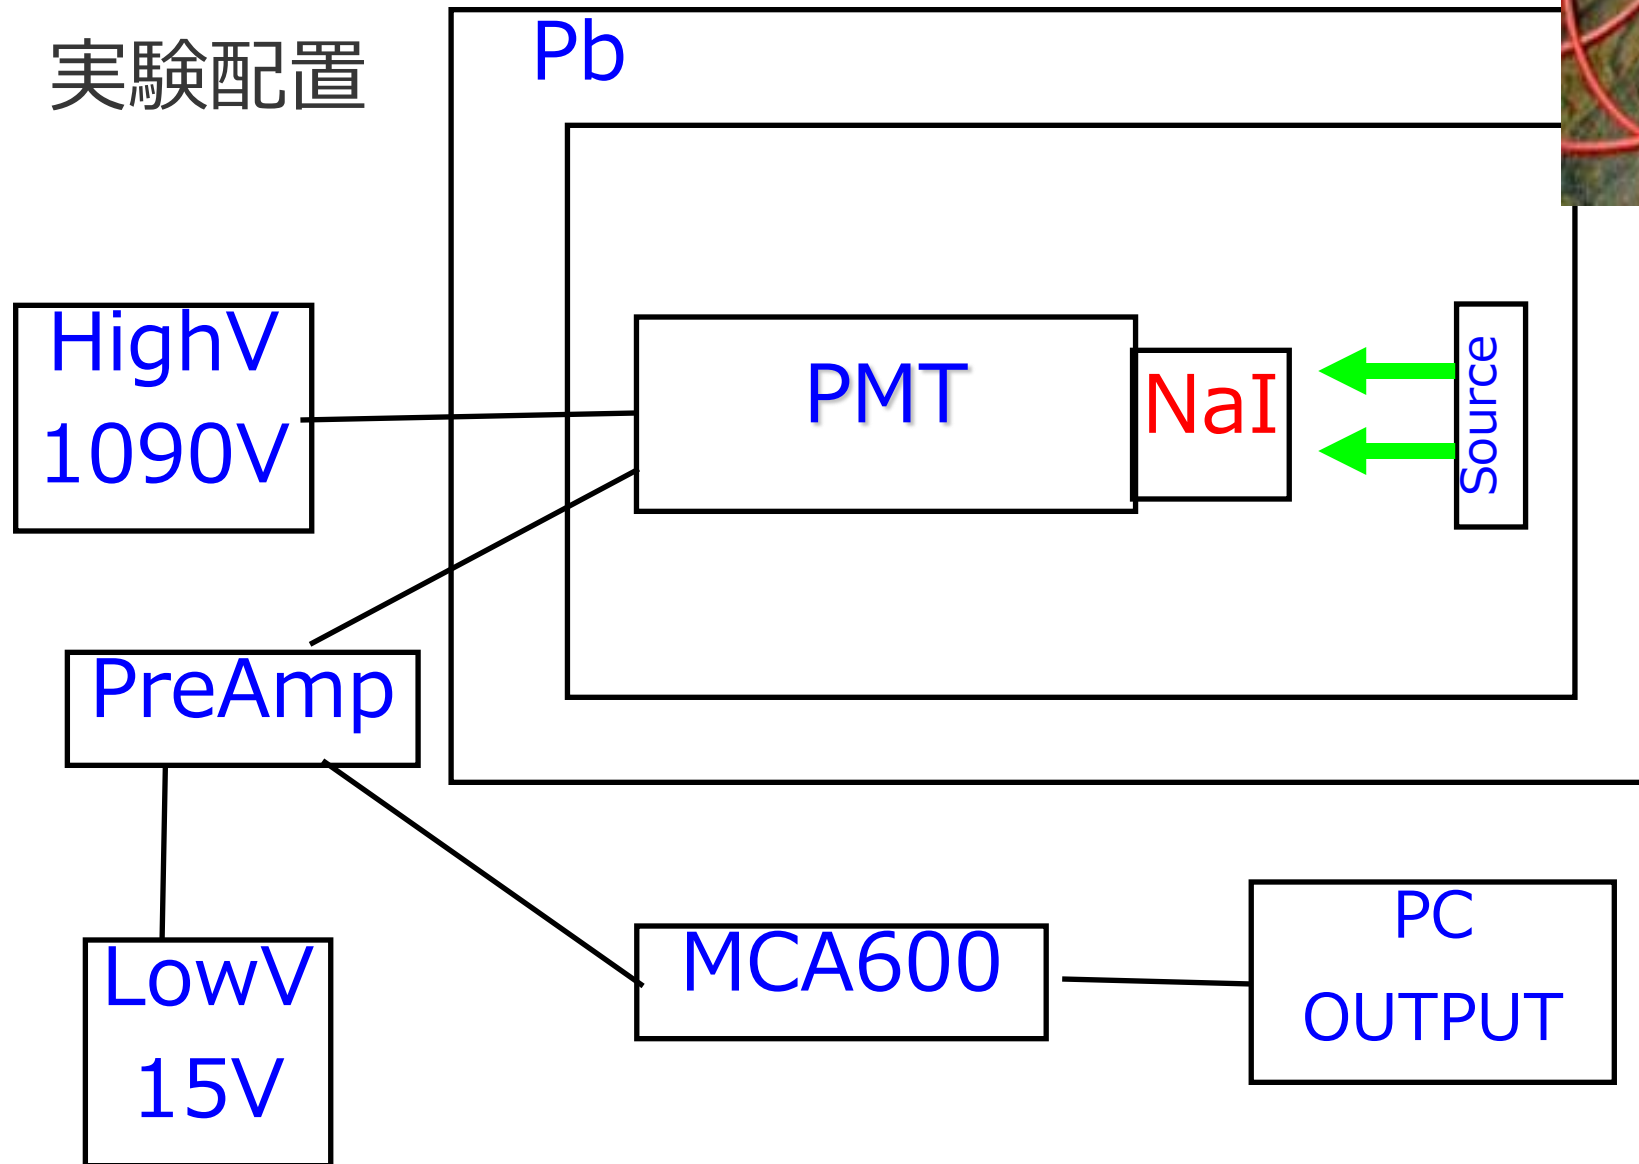 実験配置
Pb
HighV
1090V
PMT
NaI
Source
PreAmp
LowV
15V
MCA600
PC
OUTPUT